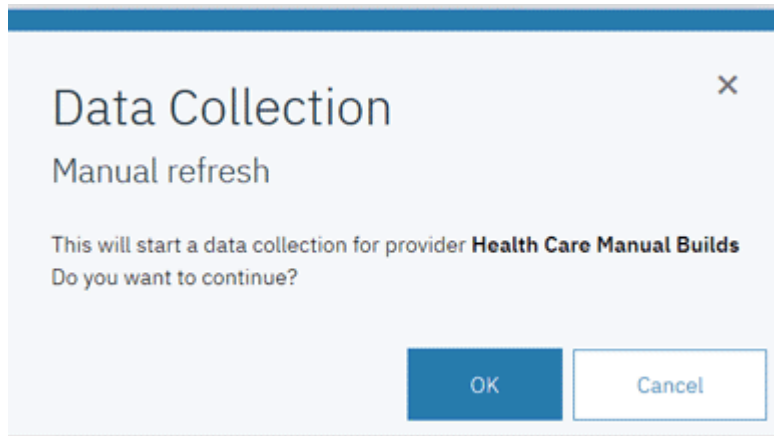 Data Collection
Manual refresh
This will start a data collection for provider Health Care Manual Builds
Do you want to continue?
OK
Cancel